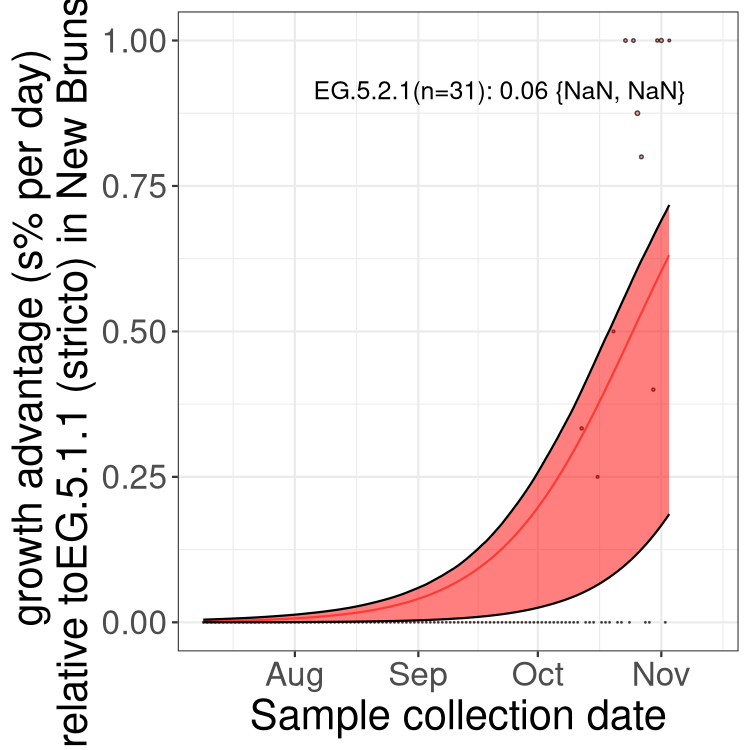 growth advantage (s% per day)
relative toEG.5.1.1 (stricto) in New Bruns
1.00
0.75
0.50
0.25
0.00
EG.5.2.1(n=31): 0.06 {NaN, NaN}
Aug Sep Oct Nov
Sample collection date